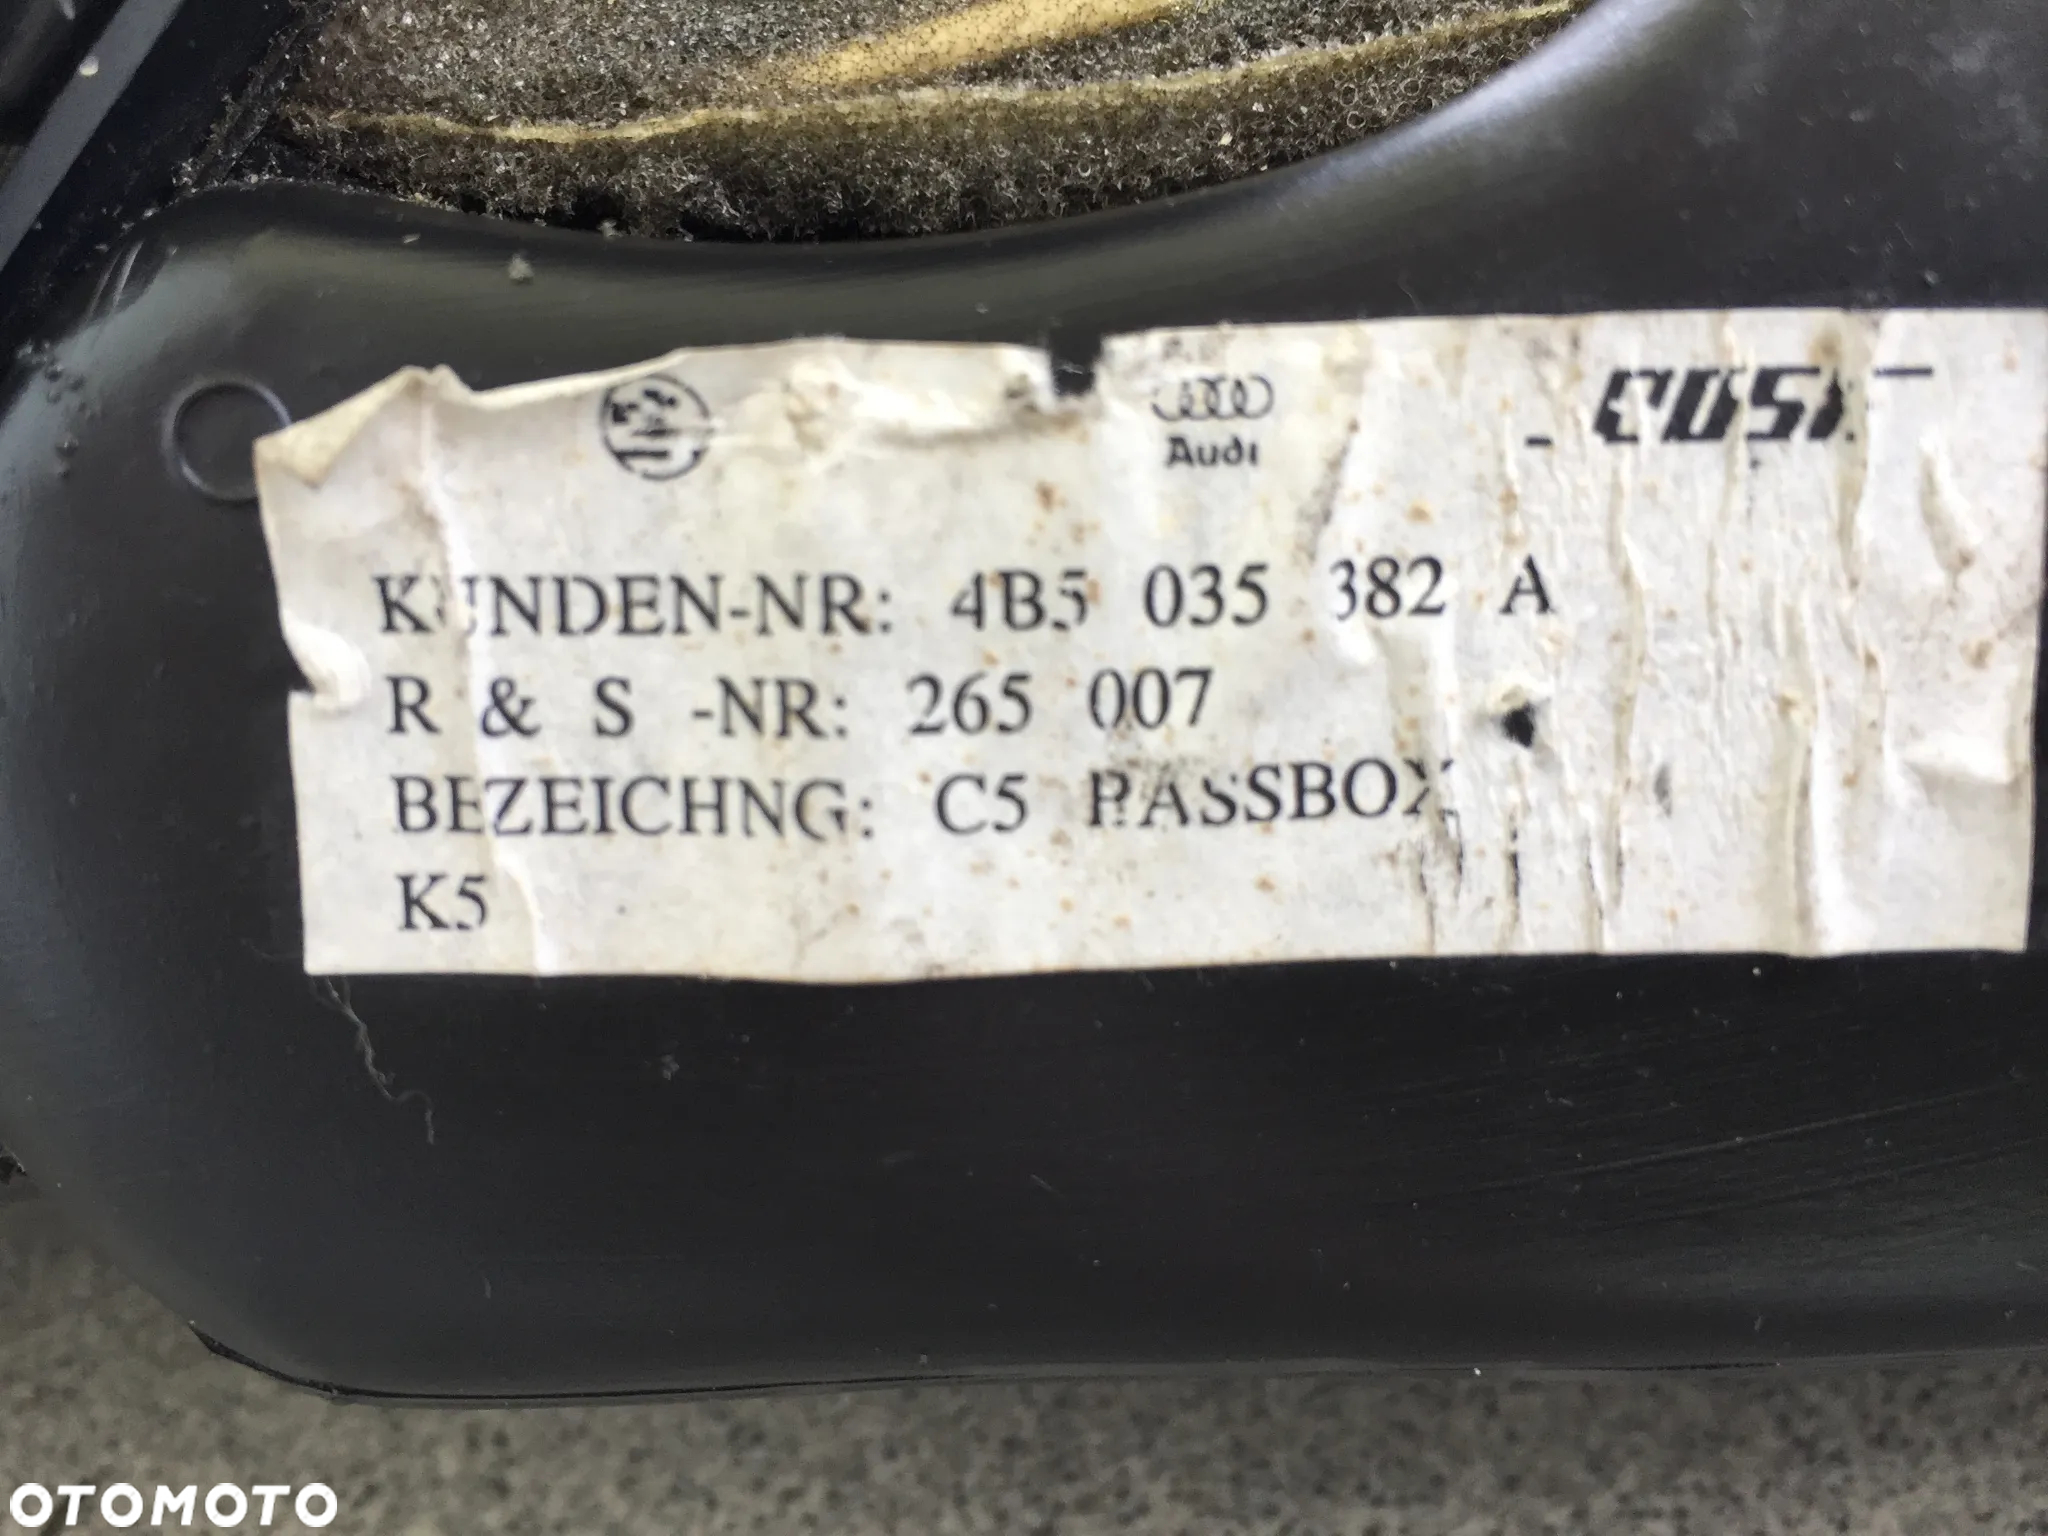 Audi
KUNDEN-NR: 4B5 035 382 A
R & S -NR: 265 007
BEZEICHNG: C5 BASSBOX
K5
OTOMOTO